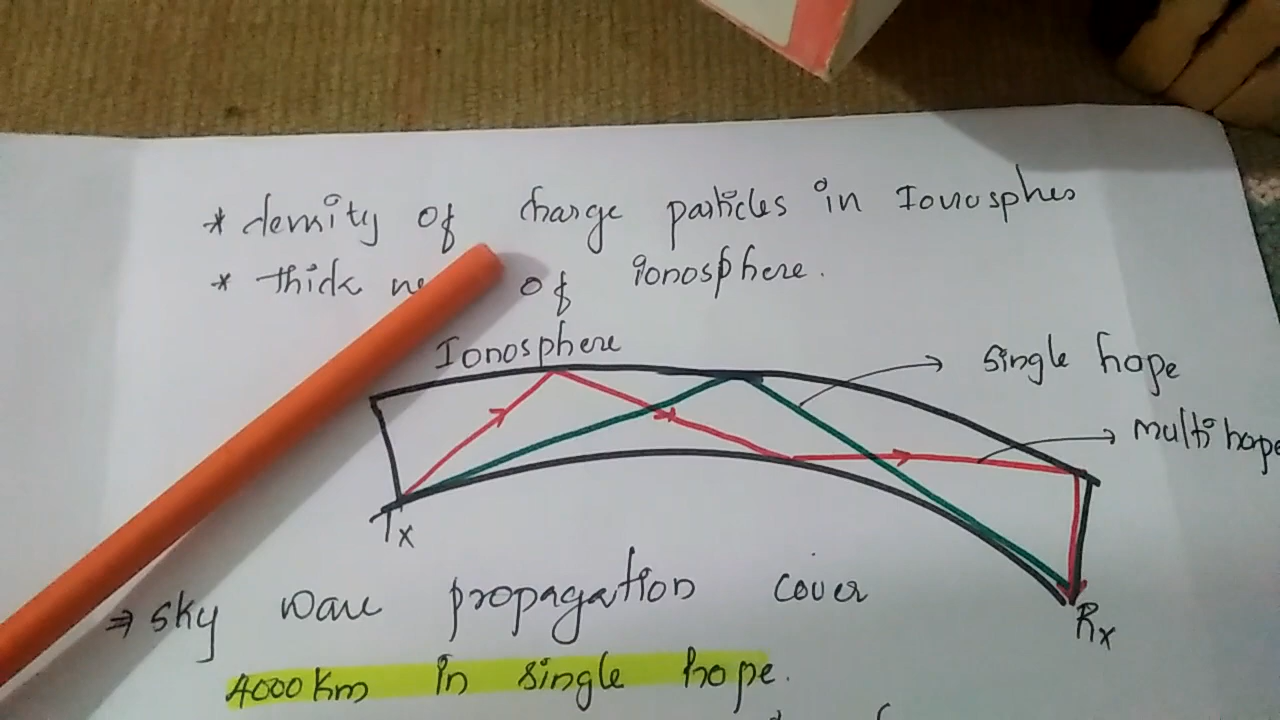 * density of charge particles in Ionospher
* thick of ionosphere.
Ionosphere
single hope
multi hope
Tx
Rx
⇒ sky wave propagation cover
4000 Km in single hope.